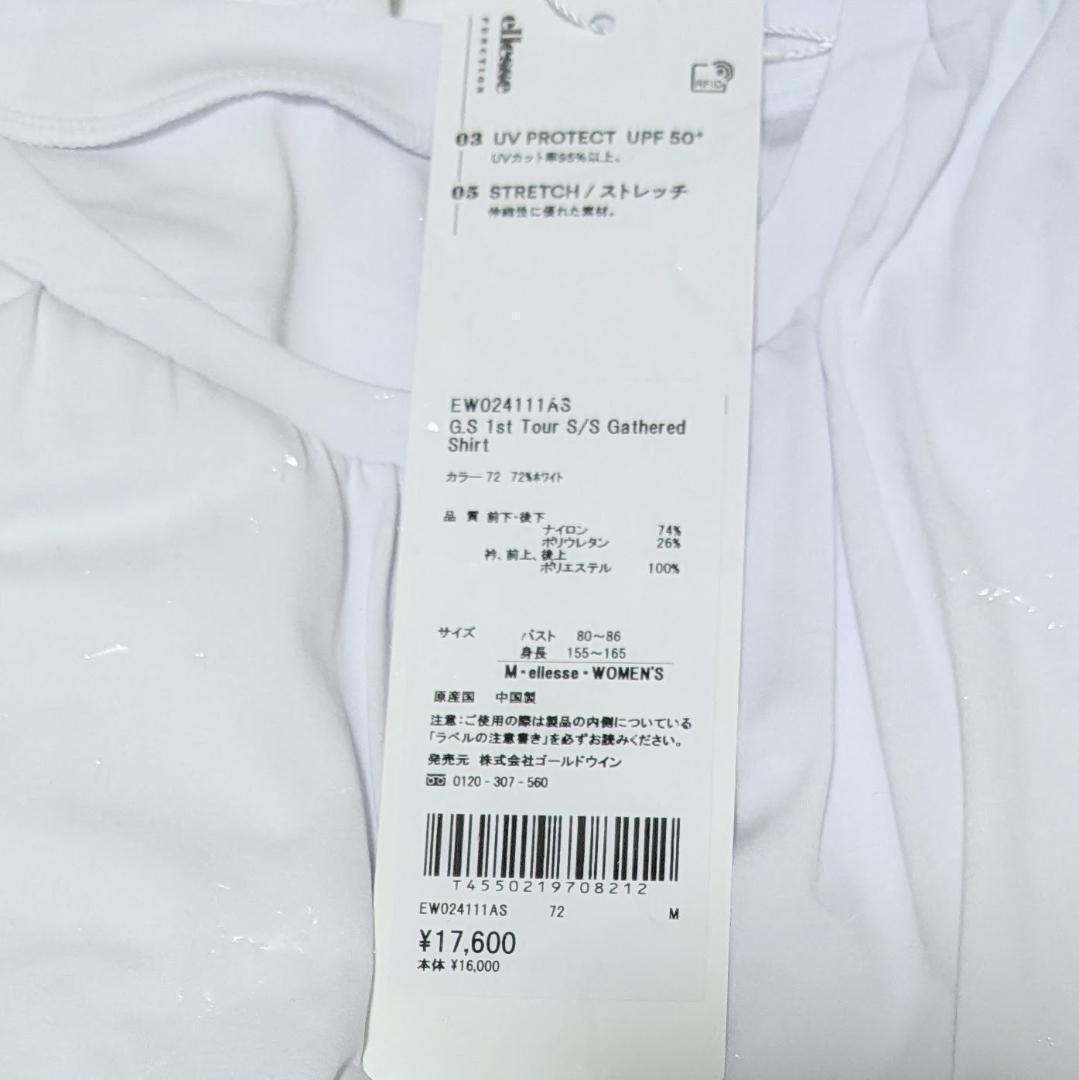 ellesse
FUNCTION
RFID
03 UV PROTECT UPF 50+
UVカット率95%以上。
05 STRETCH / ストレッチ
伸縮性に優れた素材。
EW024111AS
G.S 1st Tour S/S Gathered
Shirt
カラー 72 72%ホワイト
品 質 前下・後下
ナイロン 74%
ポリウレタン 26%
衿、前上、後上
ポリエステル 100%
サイズ バスト 80～86
身長 155～165
M・ellesse・WOMEN'S
原産国 中国製
注意：ご使用の際は製品の内側についている
「ラベルの注意書き」を必ずお読みください。
発売元 株式会社ゴールドウイン
0120-307-560
T4550219708212
EW024111AS 72 M
¥17,600
本体 ¥16,000